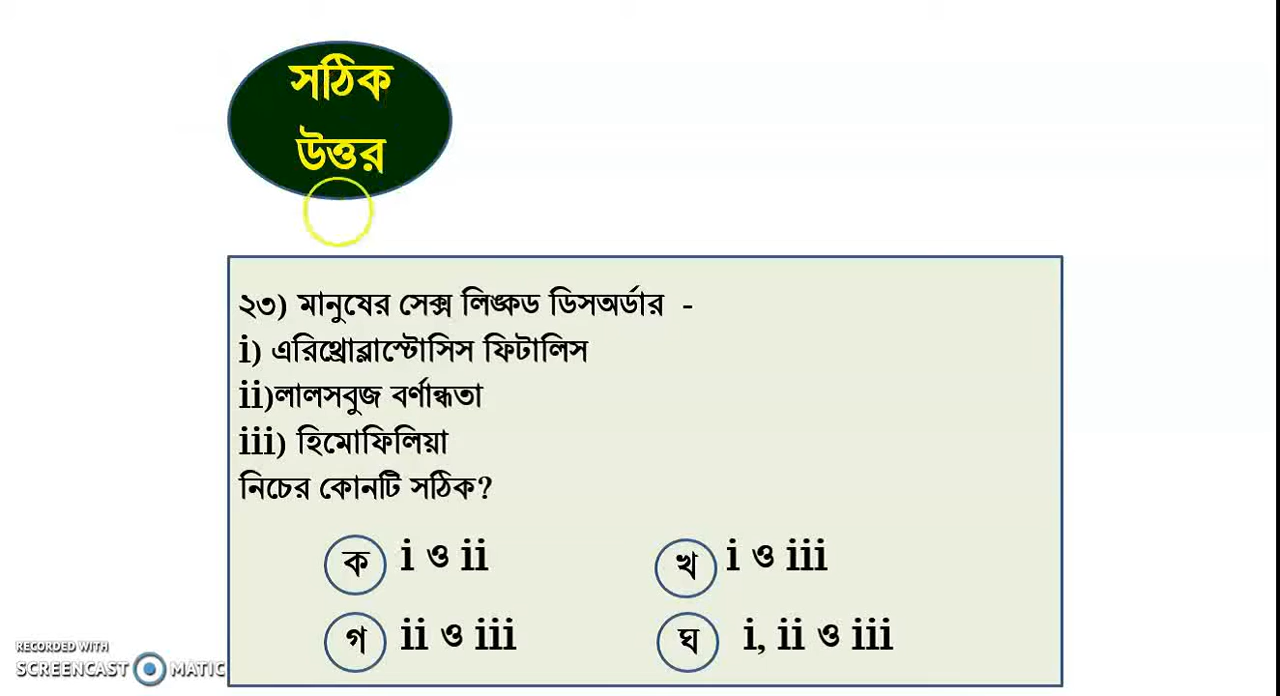 সঠিক
উত্তর
২৩) মানুষের সেক্স লিঙ্কড ডিসঅর্ডার -
i) এরিথ্রোব্লাস্টোসিস ফিটালিস
ii)লালসবুজ বর্ণান্ধতা
iii) হিমোফিলিয়া
নিচের কোনটি সঠিক?
ক i ও ii খ i ও iii
গ ii ও iii ঘ i, ii ও iii
RECORDED WITH
SCREENCAST MATIC